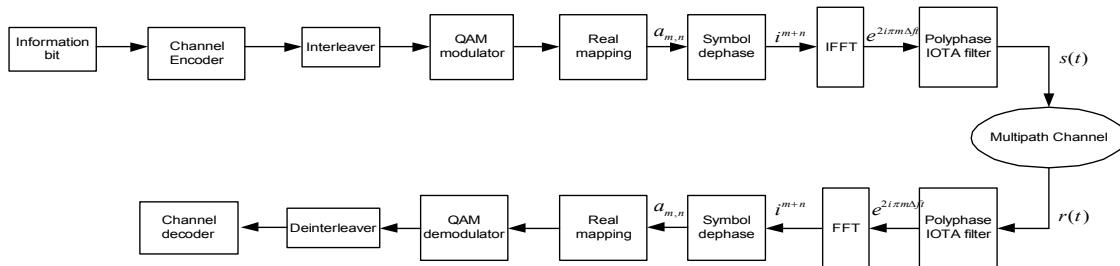 Information
bit
Channel
Encoder
Interleaver
QAM
modulator
Real
mapping
a_{m,n}
Symbol
dephase
i^{m+n}
IFFT
e^{2iπmΔft}
Polyphase
IOTA filter
s(t)
Multipath Channel
Channel
decoder
Deinterleaver
QAM
demodulator
Real
mapping
a_{m,n}
Symbol
dephase
i^{m+n}
FFT
e^{2iπmΔft}
Polyphase
IOTA filter
r(t)